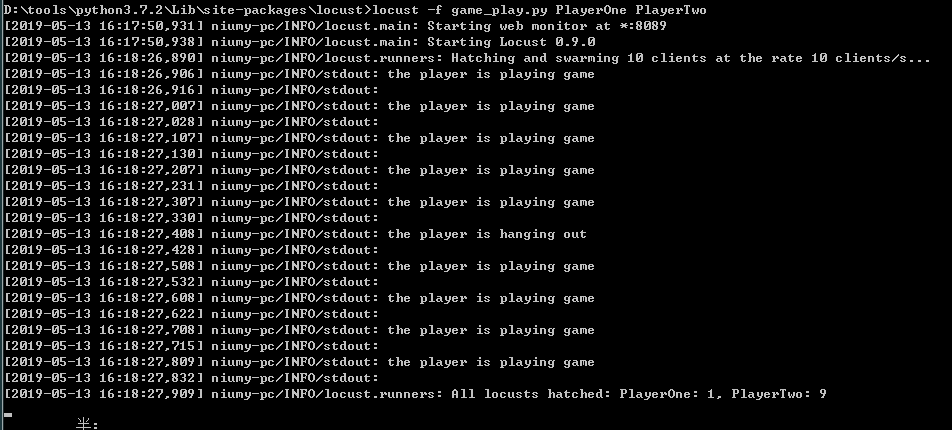 D:\tools\python3.7.2\Lib\site-packages\locust>locust -f game_play.py PlayerOne PlayerTwo
[2019-05-13 16:17:50,931] niumy-pc/INFO/locust.main: Starting web monitor at *:8089
[2019-05-13 16:17:50,938] niumy-pc/INFO/locust.main: Starting Locust 0.9.0
[2019-05-13 16:18:26,890] niumy-pc/INFO/locust.runners: Hatching and swarming 10 clients at the rate 10 clients/s...
[2019-05-13 16:18:26,906] niumy-pc/INFO/stdout: the player is playing game
[2019-05-13 16:18:26,916] niumy-pc/INFO/stdout:
[2019-05-13 16:18:27,007] niumy-pc/INFO/stdout: the player is playing game
[2019-05-13 16:18:27,028] niumy-pc/INFO/stdout:
[2019-05-13 16:18:27,107] niumy-pc/INFO/stdout: the player is playing game
[2019-05-13 16:18:27,130] niumy-pc/INFO/stdout:
[2019-05-13 16:18:27,207] niumy-pc/INFO/stdout: the player is playing game
[2019-05-13 16:18:27,231] niumy-pc/INFO/stdout:
[2019-05-13 16:18:27,307] niumy-pc/INFO/stdout: the player is playing game
[2019-05-13 16:18:27,330] niumy-pc/INFO/stdout:
[2019-05-13 16:18:27,408] niumy-pc/INFO/stdout: the player is hanging out
[2019-05-13 16:18:27,428] niumy-pc/INFO/stdout:
[2019-05-13 16:18:27,508] niumy-pc/INFO/stdout: the player is playing game
[2019-05-13 16:18:27,532] niumy-pc/INFO/stdout:
[2019-05-13 16:18:27,608] niumy-pc/INFO/stdout: the player is playing game
[2019-05-13 16:18:27,622] niumy-pc/INFO/stdout:
[2019-05-13 16:18:27,708] niumy-pc/INFO/stdout: the player is playing game
[2019-05-13 16:18:27,715] niumy-pc/INFO/stdout:
[2019-05-13 16:18:27,809] niumy-pc/INFO/stdout: the player is playing game
[2019-05-13 16:18:27,832] niumy-pc/INFO/stdout:
[2019-05-13 16:18:27,909] niumy-pc/INFO/locust.runners: All locusts hatched: PlayerOne: 1, PlayerTwo: 9
半: